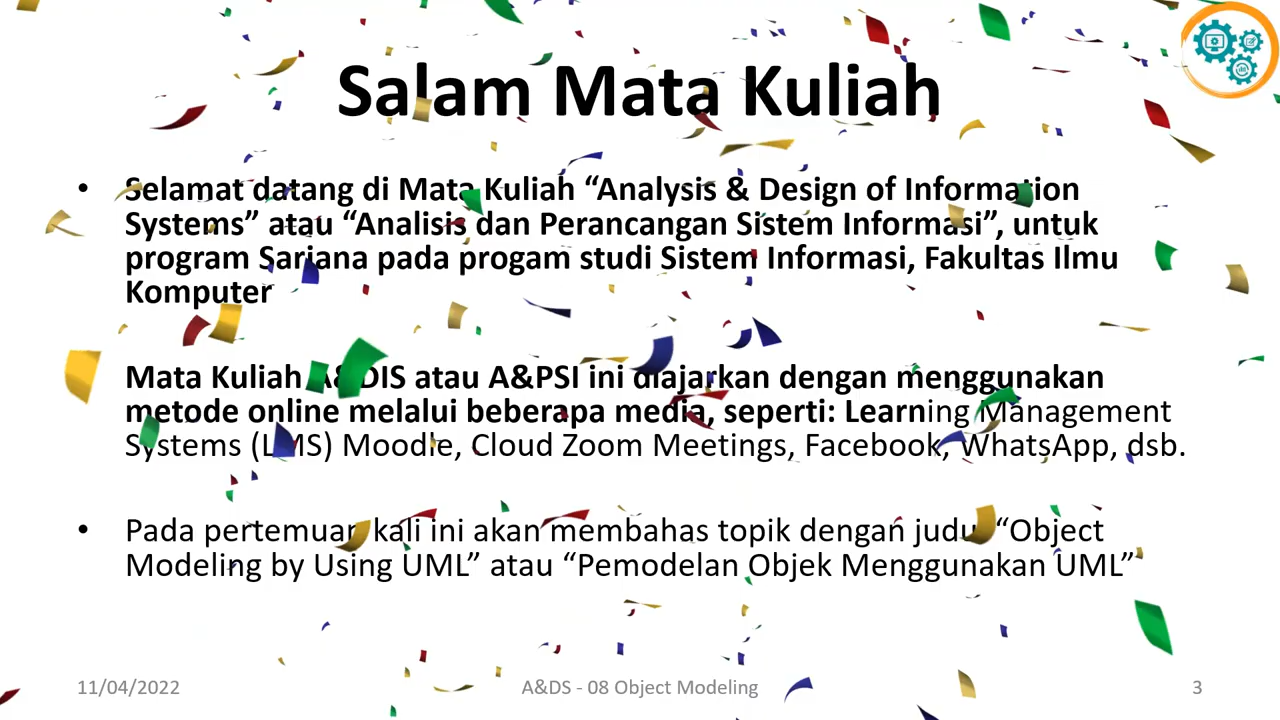 Salam Mata Kuliah
• Selamat datang di Mata Kuliah “Analysis & Design of Information
Systems” atau “Analisis dan Perancangan Sistem Informasi”, untuk
program Sarjana pada progam studi Sistem Informasi, Fakultas Ilmu
Komputer
Mata Kuliah A&DIS atau A&PSI ini diajarkan dengan menggunakan
metode online melalui beberapa media, seperti: Learning Management
Systems (LMS) Moodle, Cloud Zoom Meetings, Facebook, WhatsApp, dsb.
• Pada pertemuan kali ini akan membahas topik dengan judul “Object
Modeling by Using UML” atau “Pemodelan Objek Menggunakan UML”
11/04/2022
A&DS - 08 Object Modeling
3